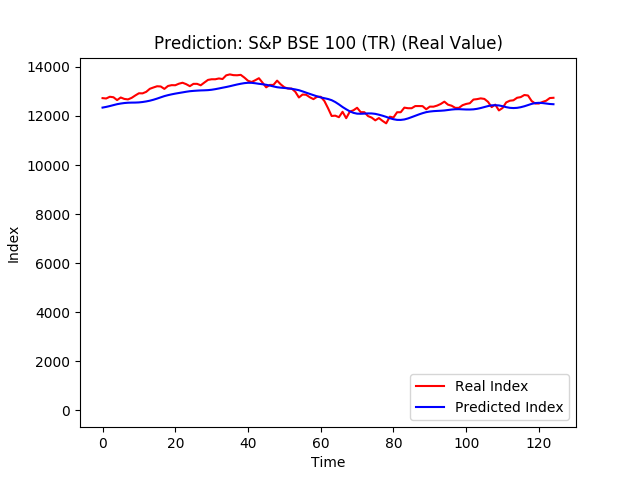 Prediction: S&P BSE 100 (TR) (Real Value)
14000
12000
10000
8000
6000
4000
2000
0
Index
Real Index
Predicted Index
0 20 40 60 80 100 120
Time